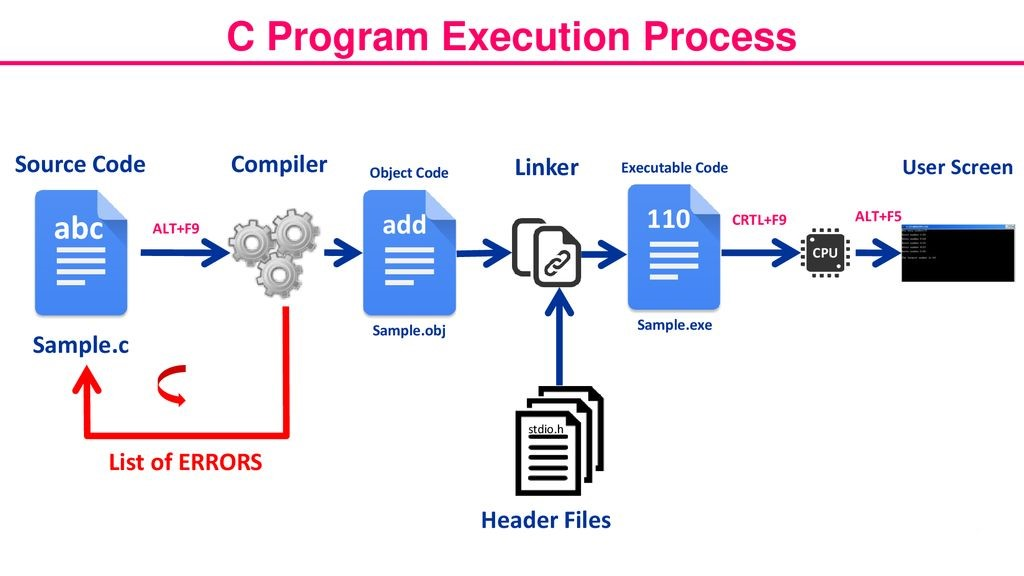 C Program Execution Process
Source Code
Compiler
Object Code
Linker
Executable Code
User Screen
abc
ALT+F9
add
110
CRTL+F9
ALT+F5
CPU
Sample.c
Sample.obj
Sample.exe
stdio.h
List of ERRORS
Header Files